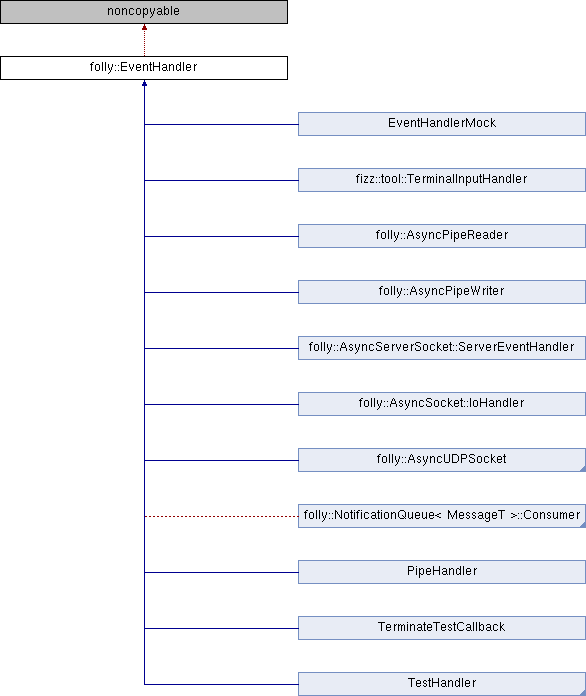 noncopyable
folly::EventHandler
EventHandlerMock
fizz::tool::TerminalInputHandler
folly::AsyncPipeReader
folly::AsyncPipeWriter
folly::AsyncServerSocket::ServerEventHandler
folly::AsyncSocket::IoHandler
folly::AsyncUDPSocket
folly::NotificationQueue< MessageT >::Consumer
PipeHandler
TerminateTestCallback
TestHandler